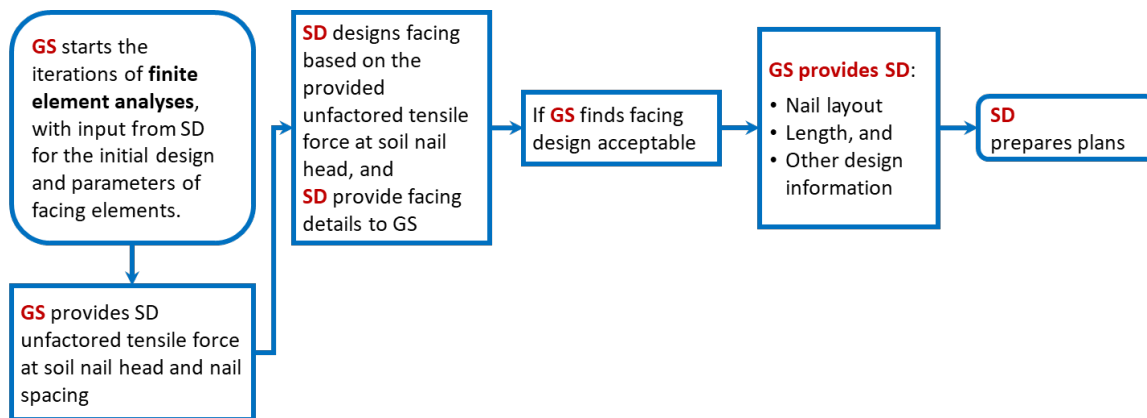 GS starts the
iterations of finite
element analyses,
with input from SD
for the initial design
and parameters of
facing elements.
GS provides SD
unfactored tensile force
at soil nail head and nail
spacing
SD designs facing
based on the
provided
unfactored tensile
force at soil nail
head, and
SD provide facing
details to GS
If GS finds facing
design acceptable
GS provides SD:
• Nail layout
• Length, and
• Other design
information
SD
prepares plans